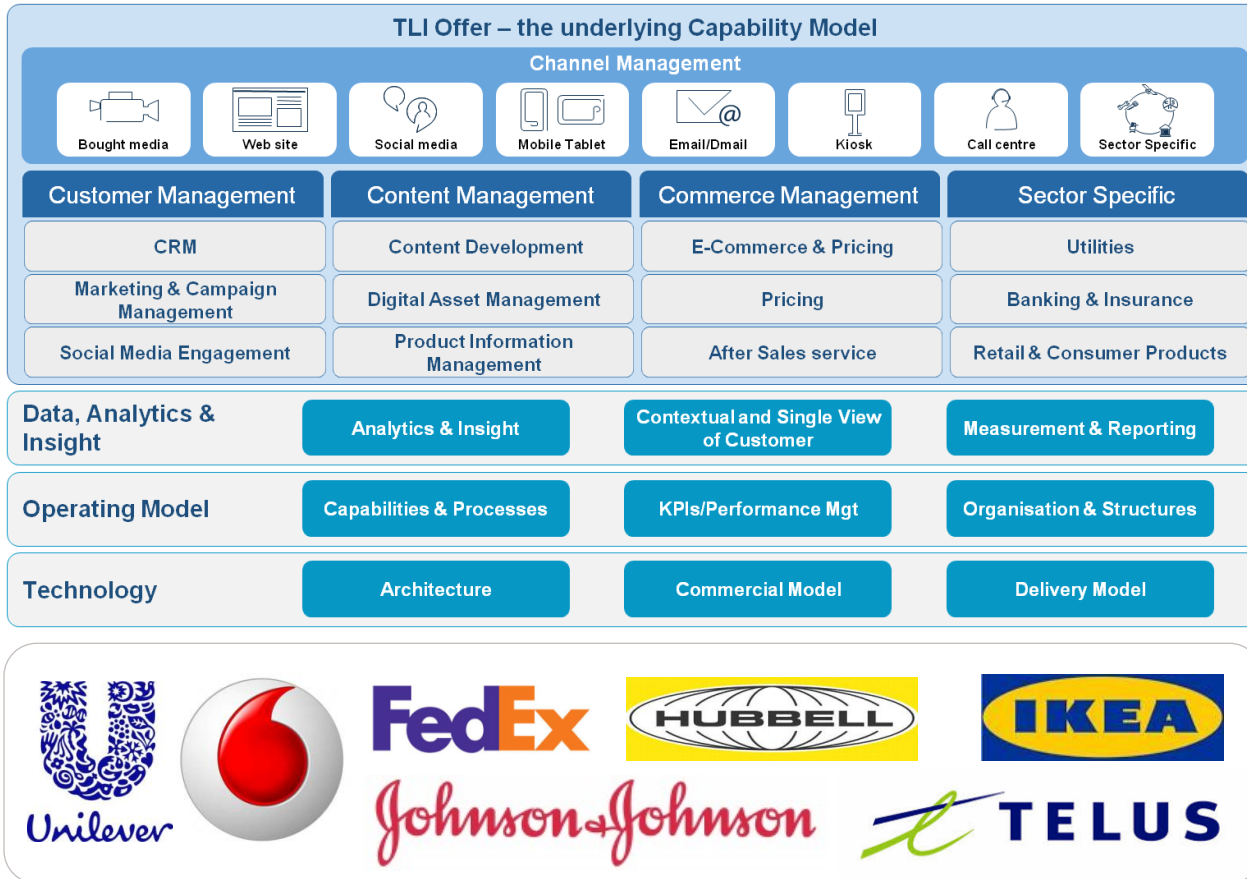 TLI Offer – the underlying Capability Model
Channel Management
@
Bought media
Web site
Social media
Mobile Tablet
Email/Dmail
Kiosk
Call centre
Sector Specific
Customer Management
Content Management
Commerce Management
Sector Specific
CRM
Content Development
E-Commerce & Pricing
Utilities
Marketing & Campaign
Management
Digital Asset Management
Pricing
Banking & Insurance
Social Media Engagement
Product Information
Management
After Sales service
Retail & Consumer Products
Data, Analytics &
Insight
Analytics & Insight
Contextual and Single View
of Customer
Measurement & Reporting
Operating Model
Capabilities & Processes
KPIs/Performance Mgt
Organisation & Structures
Technology
Architecture
Commercial Model
Delivery Model
Unilever
FedEx
HUBBELL
IKEA
Johnson & Johnson
TELUS